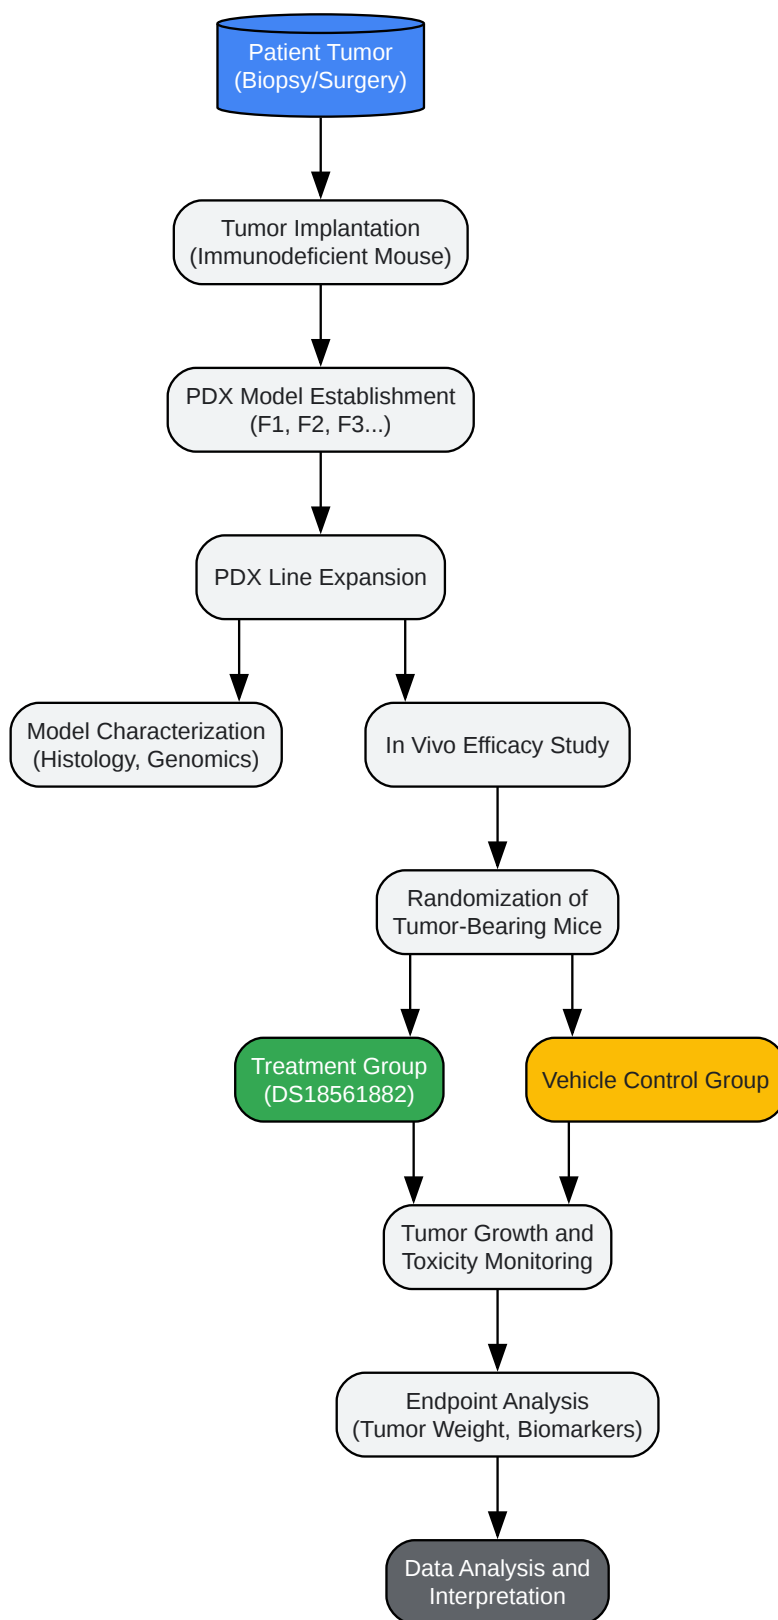 Patient Tumor
(Biopsy/Surgery)
Tumor Implantation
(Immunodeficient Mouse)
PDX Model Establishment
(F1, F2, F3...)
PDX Line Expansion
Model Characterization
(Histology, Genomics)
In Vivo Efficacy Study
Randomization of
Tumor-Bearing Mice
Treatment Group
(DS18561882)
Vehicle Control Group
Tumor Growth and
Toxicity Monitoring
Endpoint Analysis
(Tumor Weight, Biomarkers)
Data Analysis and
Interpretation